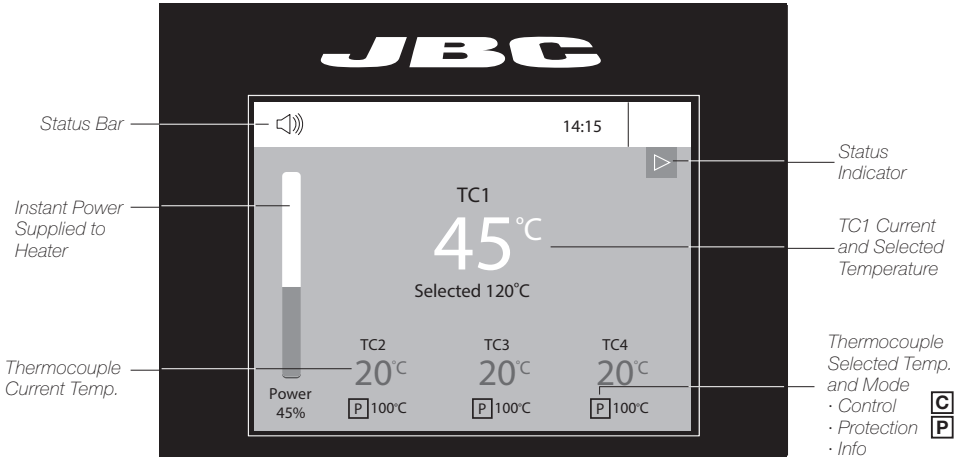 JBC
Status Bar
14:15
Status
Indicator
Instant Power
Supplied to
Heater
TC1
45°C
Selected 120°C
TC1 Current
and Selected
Temperature
Thermocouple
Current Temp.
Power
45%
TC2
20°C
P 100°C
TC3
20°C
P 100°C
TC4
20°C
P 100°C
Thermocouple
Selected Temp.
and Mode
· Control C
· Protection P
· Info